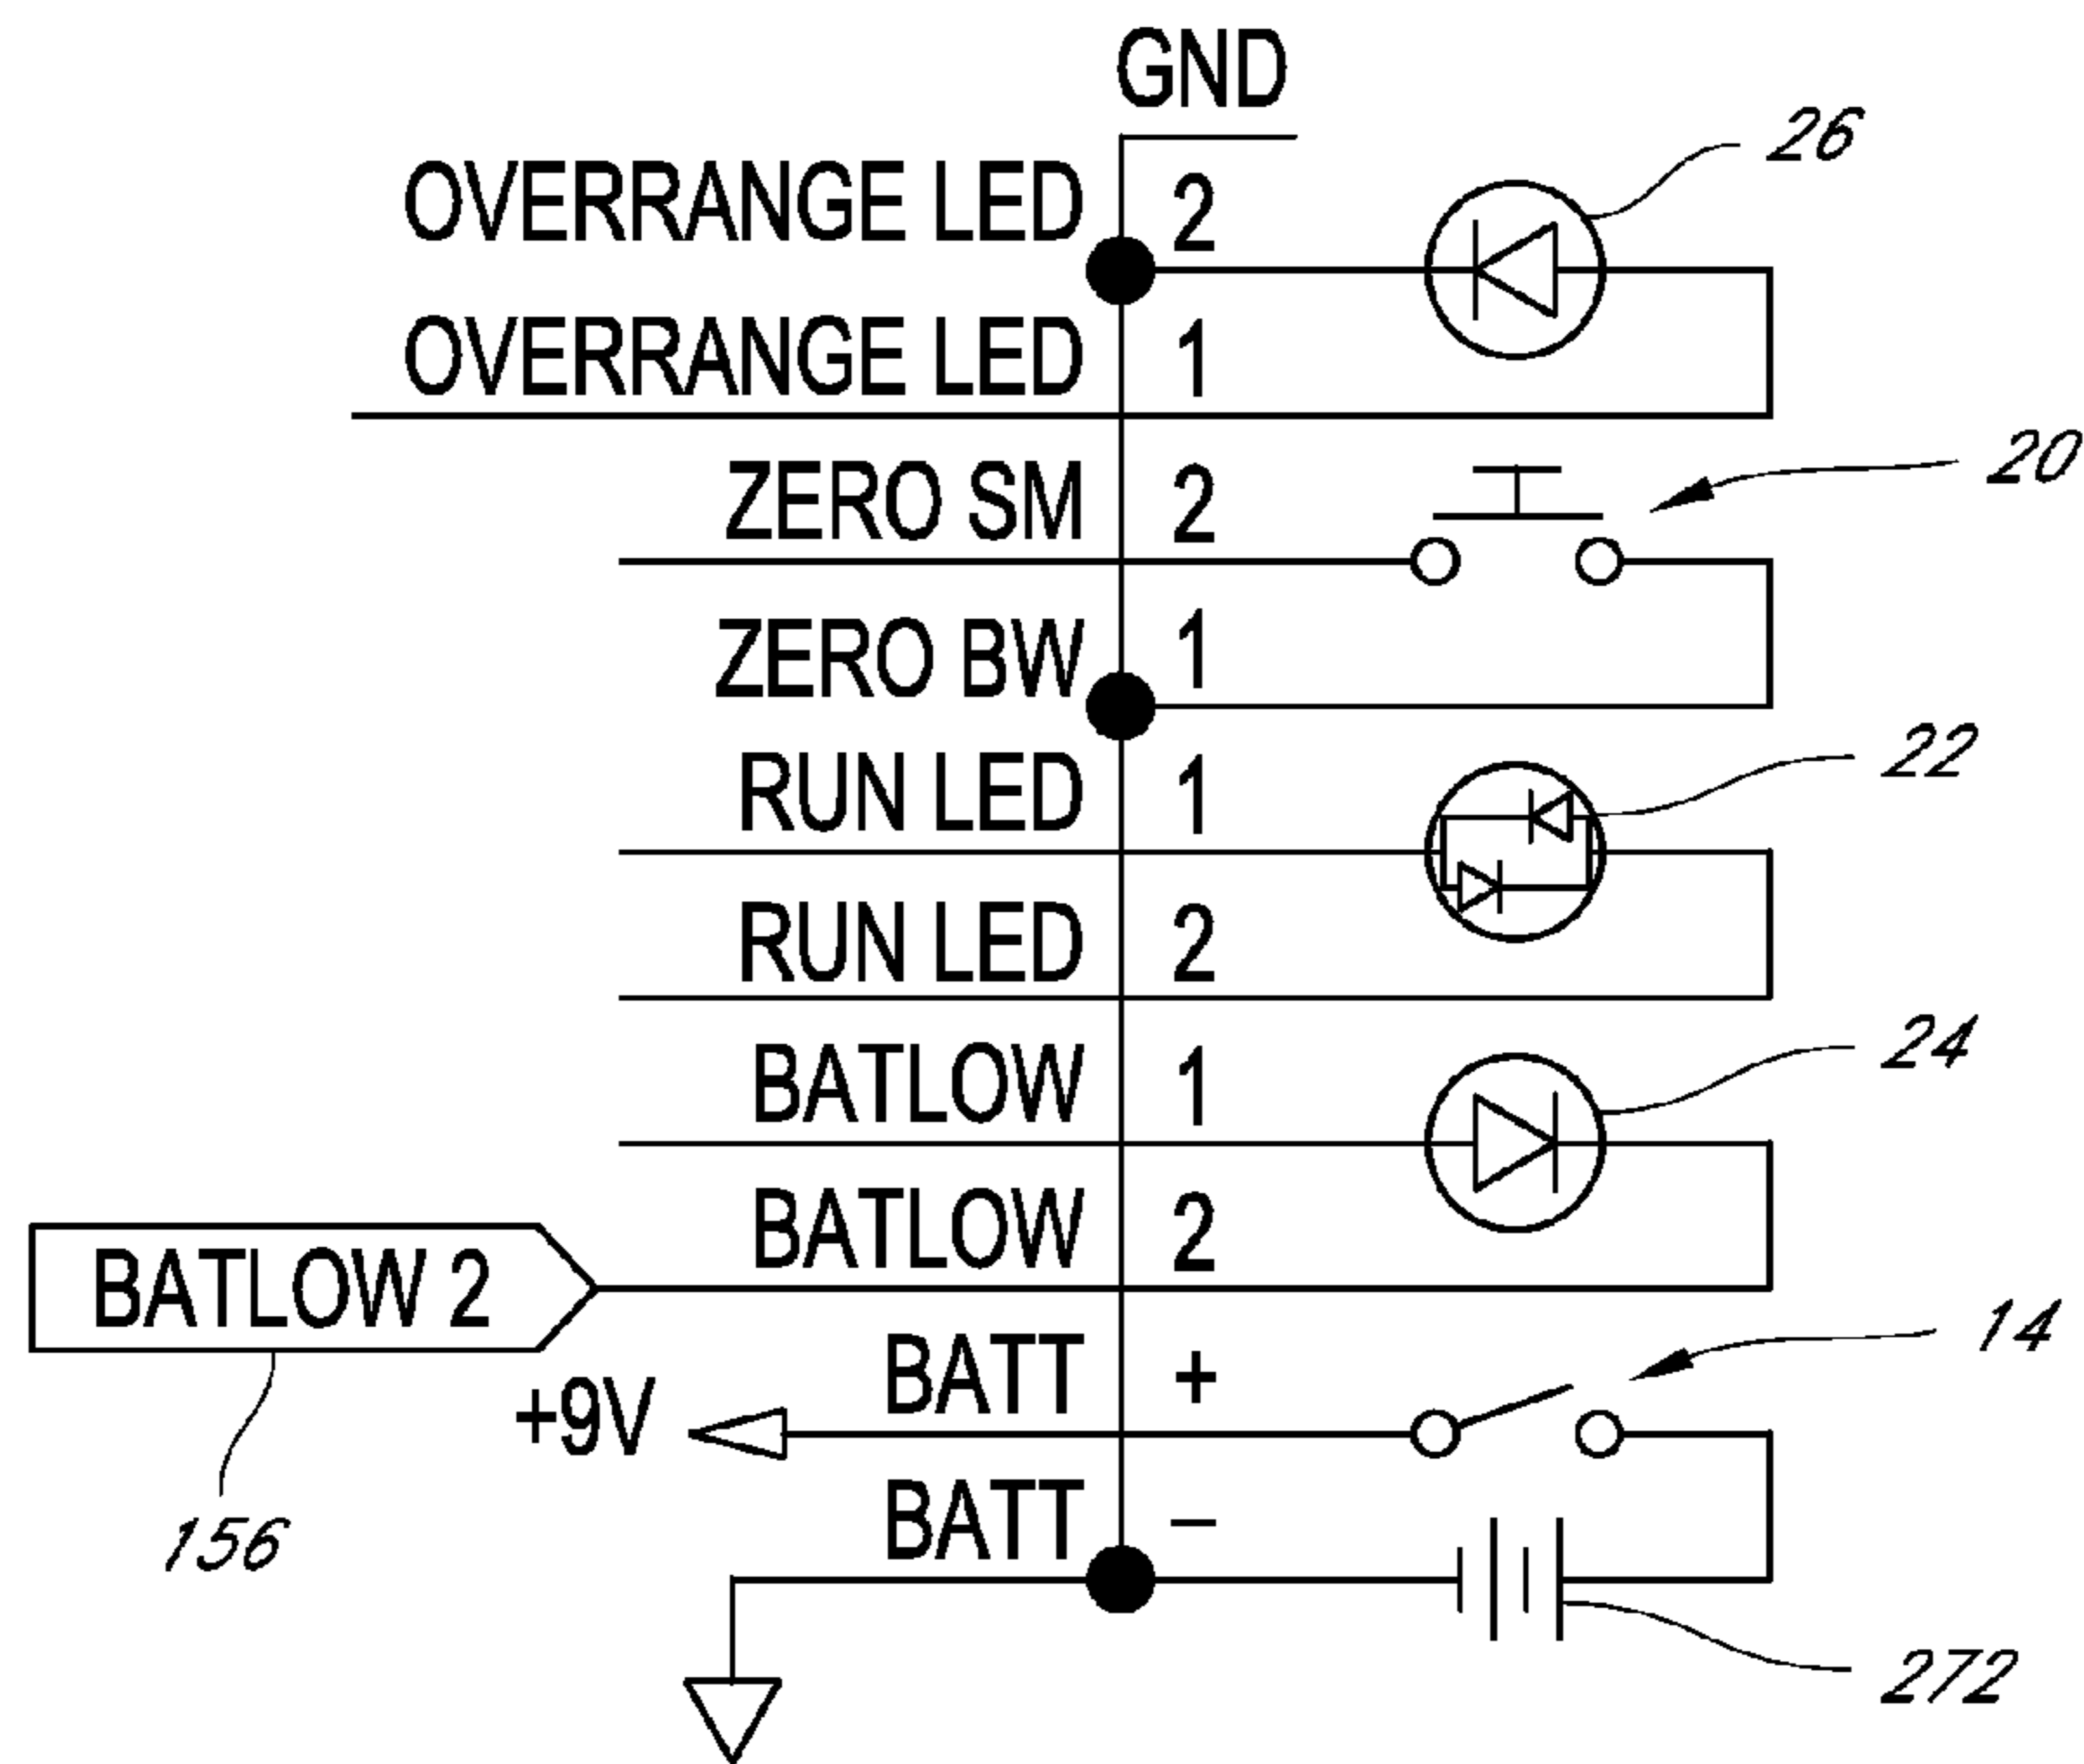 GND
26
OVERRANGE LED 2
OVERRANGE LED 1
20
ZERO SM 2
ZERO BW 1
22
RUN LED 1
RUN LED 2
24
BATLOW 1
BATLOW 2
BATLOW 2
14
BATT +
+9V
BATT –
156
272